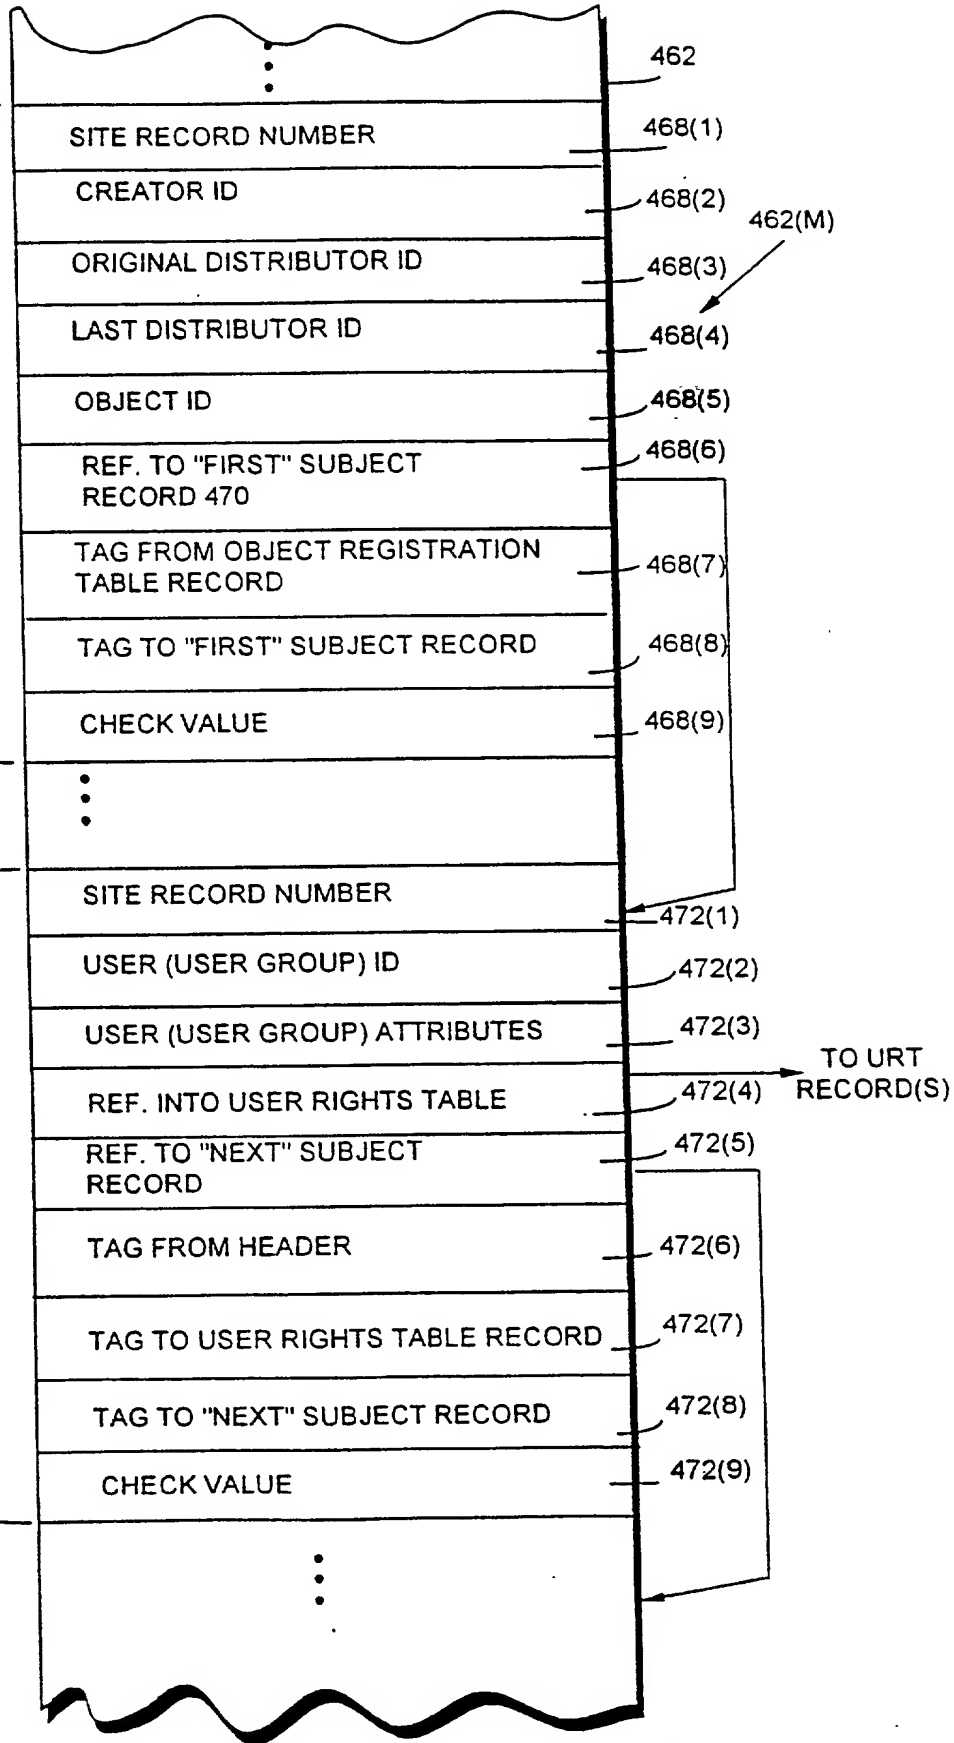 462
SITE RECORD NUMBER 468(1)
CREATOR ID 468(2)
462(M)
ORIGINAL DISTRIBUTOR ID 468(3)
LAST DISTRIBUTOR ID 468(4)
OBJECT ID 468(5)
REF. TO "FIRST" SUBJECT 468(6)
RECORD 470
TAG FROM OBJECT REGISTRATION
TABLE RECORD 468(7)
TAG TO "FIRST" SUBJECT RECORD 468(8)
CHECK VALUE 468(9)
SITE RECORD NUMBER 472(1)
USER (USER GROUP) ID 472(2)
USER (USER GROUP) ATTRIBUTES 472(3)
TO URT
RECORD(S)
REF. INTO USER RIGHTS TABLE 472(4)
REF. TO "NEXT" SUBJECT 472(5)
RECORD
TAG FROM HEADER 472(6)
TAG TO USER RIGHTS TABLE RECORD 472(7)
TAG TO "NEXT" SUBJECT RECORD 472(8)
CHECK VALUE 472(9)